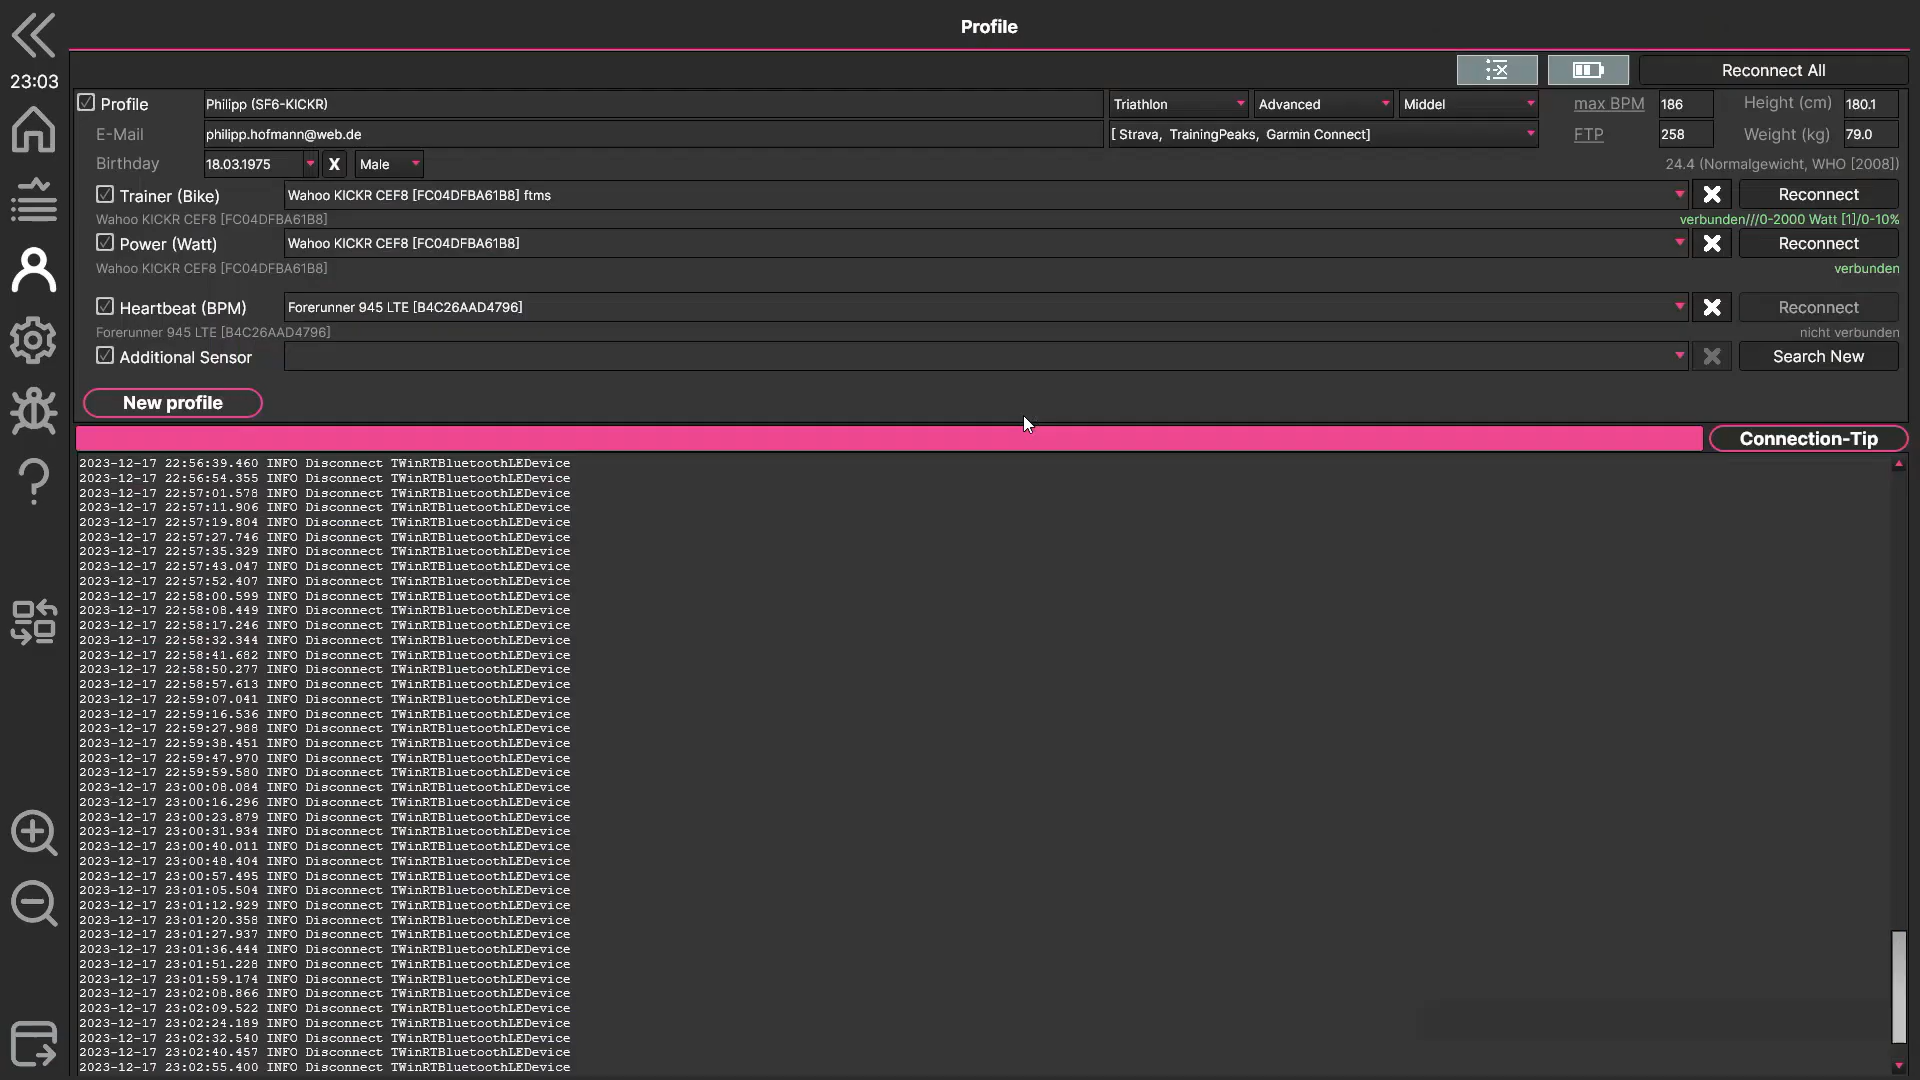 Profile
23:03
Reconnect All
Profile Philipp (SF6-KICKR) Triathlon Advanced Middel max BPM 186 Height (cm) 180.1
E-Mail philipp.hofmann@web.de [ Strava, TrainingPeaks, Garmin Connect] FTP 258 Weight (kg) 79.0
Birthday 18.03.1975 X Male 24.4 (Normalgewicht, WHO [2008])
Trainer (Bike) Wahoo KICKR CEF8 [FC04DFBA61B8] ftms Reconnect
Wahoo KICKR CEF8 [FC04DFBA61B8] verbunden///0-2000 Watt [1]/0-10%
Power (Watt) Wahoo KICKR CEF8 [FC04DFBA61B8] Reconnect
Wahoo KICKR CEF8 [FC04DFBA61B8] verbunden
Heartbeat (BPM) Forerunner 945 LTE [B4C26AAD4796] Reconnect
Forerunner 945 LTE [B4C26AAD4796] nicht verbunden
Additional Sensor Search New
New profile
Connection-Tip
2023-12-17 22:56:39.460 INFO Disconnect TWinRTBluetoothLEDevice
2023-12-17 22:56:54.355 INFO Disconnect TWinRTBluetoothLEDevice
2023-12-17 22:57:01.578 INFO Disconnect TWinRTBluetoothLEDevice
2023-12-17 22:57:11.906 INFO Disconnect TWinRTBluetoothLEDevice
2023-12-17 22:57:19.804 INFO Disconnect TWinRTBluetoothLEDevice
2023-12-17 22:57:27.746 INFO Disconnect TWinRTBluetoothLEDevice
2023-12-17 22:57:35.329 INFO Disconnect TWinRTBluetoothLEDevice
2023-12-17 22:57:43.047 INFO Disconnect TWinRTBluetoothLEDevice
2023-12-17 22:57:52.407 INFO Disconnect TWinRTBluetoothLEDevice
2023-12-17 22:58:00.599 INFO Disconnect TWinRTBluetoothLEDevice
2023-12-17 22:58:08.449 INFO Disconnect TWinRTBluetoothLEDevice
2023-12-17 22:58:17.246 INFO Disconnect TWinRTBluetoothLEDevice
2023-12-17 22:58:32.344 INFO Disconnect TWinRTBluetoothLEDevice
2023-12-17 22:58:41.682 INFO Disconnect TWinRTBluetoothLEDevice
2023-12-17 22:58:50.277 INFO Disconnect TWinRTBluetoothLEDevice
2023-12-17 22:58:57.613 INFO Disconnect TWinRTBluetoothLEDevice
2023-12-17 22:59:07.041 INFO Disconnect TWinRTBluetoothLEDevice
2023-12-17 22:59:16.536 INFO Disconnect TWinRTBluetoothLEDevice
2023-12-17 22:59:27.988 INFO Disconnect TWinRTBluetoothLEDevice
2023-12-17 22:59:38.451 INFO Disconnect TWinRTBluetoothLEDevice
2023-12-17 22:59:47.970 INFO Disconnect TWinRTBluetoothLEDevice
2023-12-17 22:59:59.580 INFO Disconnect TWinRTBluetoothLEDevice
2023-12-17 23:00:08.084 INFO Disconnect TWinRTBluetoothLEDevice
2023-12-17 23:00:16.296 INFO Disconnect TWinRTBluetoothLEDevice
2023-12-17 23:00:23.879 INFO Disconnect TWinRTBluetoothLEDevice
2023-12-17 23:00:31.934 INFO Disconnect TWinRTBluetoothLEDevice
2023-12-17 23:00:40.011 INFO Disconnect TWinRTBluetoothLEDevice
2023-12-17 23:00:48.404 INFO Disconnect TWinRTBluetoothLEDevice
2023-12-17 23:00:57.495 INFO Disconnect TWinRTBluetoothLEDevice
2023-12-17 23:01:05.504 INFO Disconnect TWinRTBluetoothLEDevice
2023-12-17 23:01:12.929 INFO Disconnect TWinRTBluetoothLEDevice
2023-12-17 23:01:20.358 INFO Disconnect TWinRTBluetoothLEDevice
2023-12-17 23:01:27.937 INFO Disconnect TWinRTBluetoothLEDevice
2023-12-17 23:01:36.444 INFO Disconnect TWinRTBluetoothLEDevice
2023-12-17 23:01:51.228 INFO Disconnect TWinRTBluetoothLEDevice
2023-12-17 23:01:59.174 INFO Disconnect TWinRTBluetoothLEDevice
2023-12-17 23:02:08.866 INFO Disconnect TWinRTBluetoothLEDevice
2023-12-17 23:02:09.522 INFO Disconnect TWinRTBluetoothLEDevice
2023-12-17 23:02:24.189 INFO Disconnect TWinRTBluetoothLEDevice
2023-12-17 23:02:32.540 INFO Disconnect TWinRTBluetoothLEDevice
2023-12-17 23:02:40.457 INFO Disconnect TWinRTBluetoothLEDevice
2023-12-17 23:02:55.400 INFO Disconnect TWinRTBluetoothLEDevice